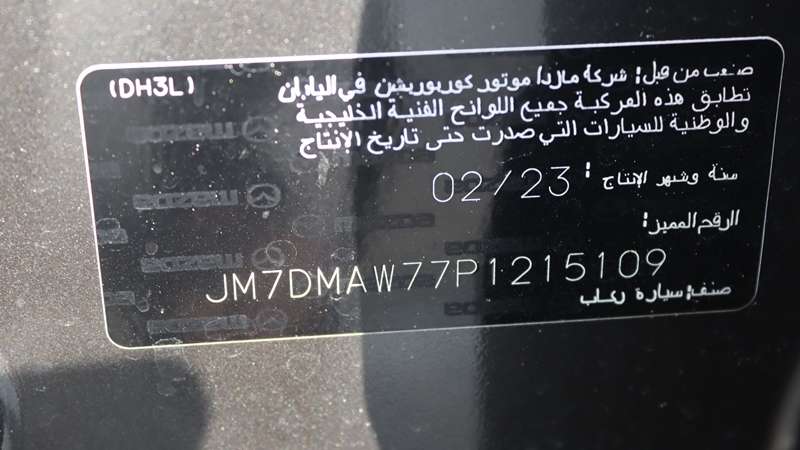 (DH3L)
صنعت من قبل: شركة مازدا موتور كوربوريشن في اليابان
تطابق هذه المركبة جميع اللوائح الفنية الخليجية
والوطنية للسيارات التي صدرت حتى تاريخ الإنتاج
سنة وشهر الإنتاج : 02/23
الرقم المميز:
JM7DMAW77P1215109
صنف: سيارة ركاب